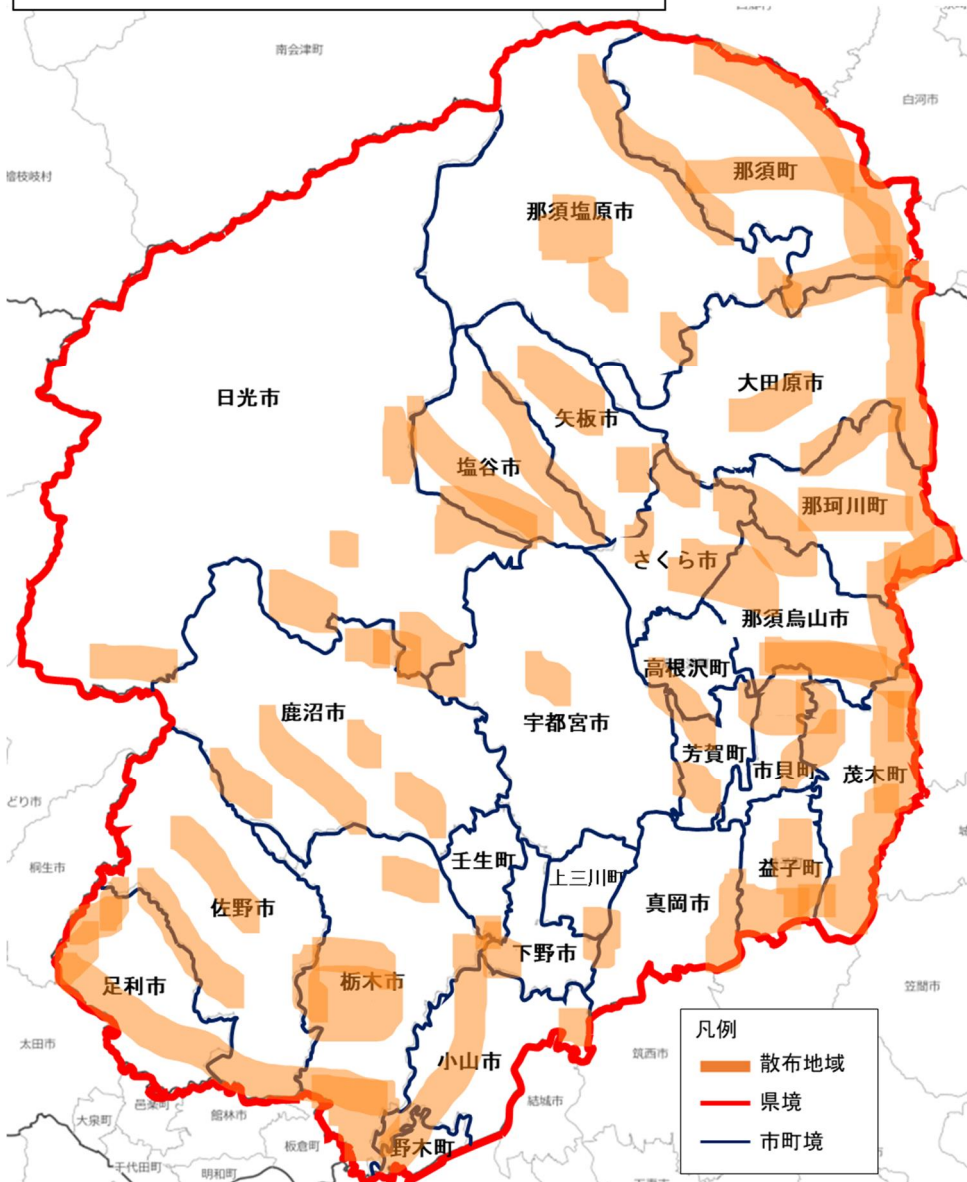 南会津町
白河市
檜枝岐村
那須町
那須塩原市
日光市
大田原市
矢板市
塩谷市
那珂川町
さくら市
那須烏山市
高根沢町
鹿沼市
宇都宮市
芳賀町
市貝町
茂木町
どり市
桐生市
壬生町
上三川町
益子町
佐野市
真岡市
下野市
足利市
栃木市
笠間市
凡例
散布地域
県境
市町境
太田市
小山市
筑西市
結城市
大泉町
邑楽町
館林市
板倉町
野木町
千代田町
明和町